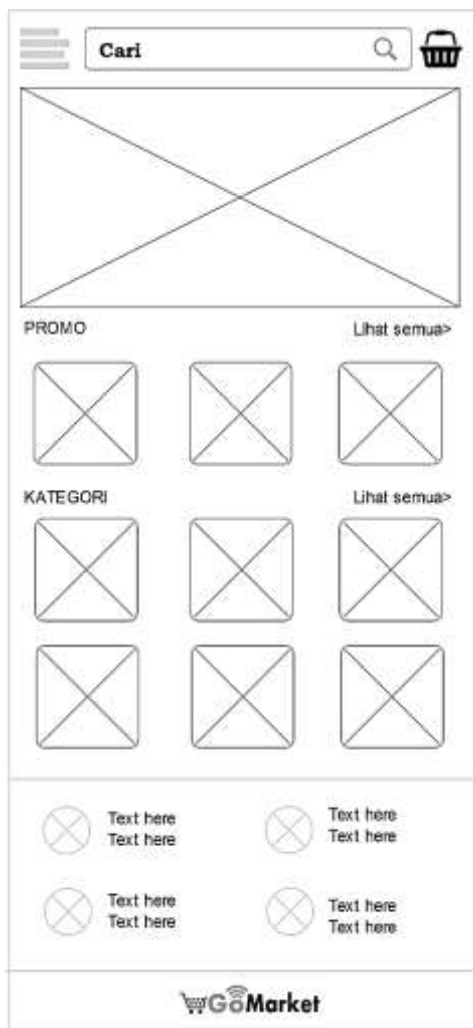 Cari
PROMO
Lihat semua>
KATEGORI
Lihat semua>
Text here
Text here
Text here
Text here
Text here
Text here
Text here
Text here
GoMarket